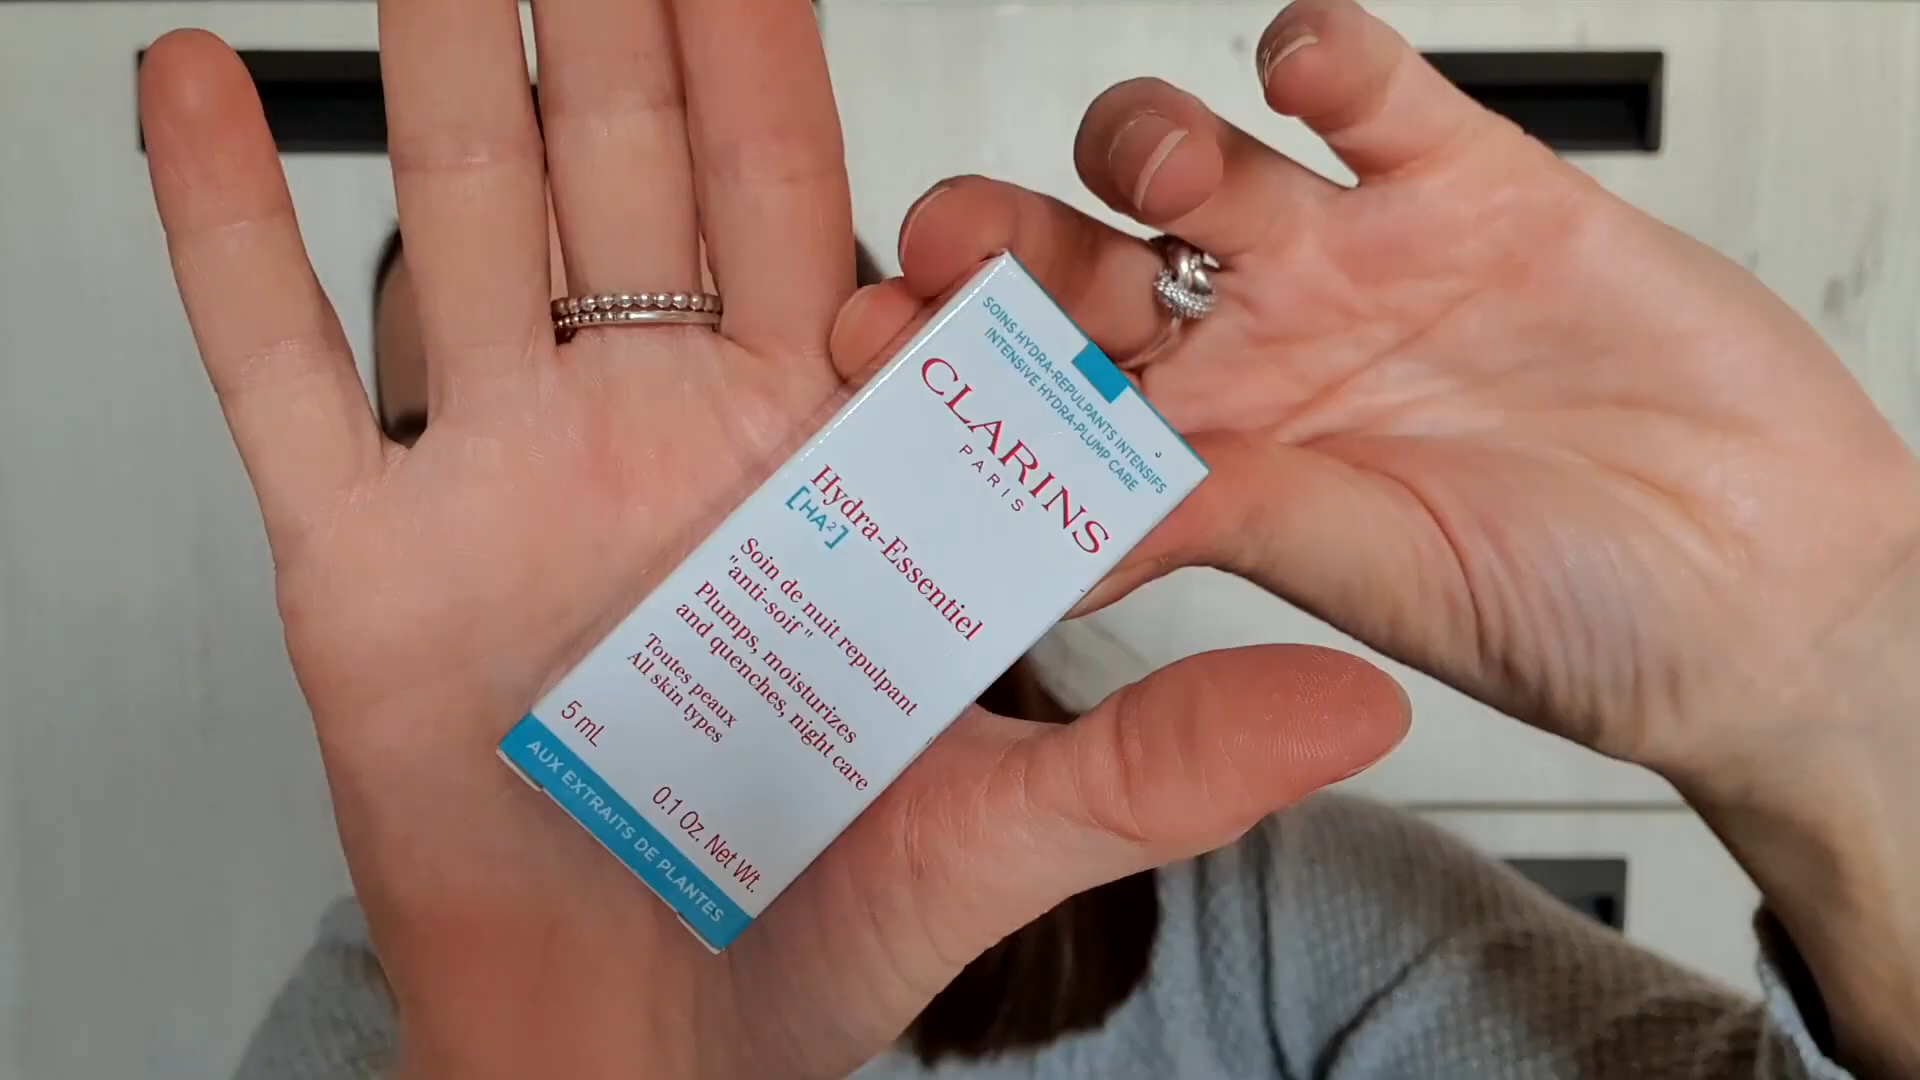 SOINS HYDRA-REPULPANTS INTENSIFS
INTENSIVE HYDRA-PLUMP CARE
CLARINS
PARIS
Hydra-Essentiel
[HA²]
Soin de nuit repulpant
"anti-soif"
Plumps, moisturizes
and quenches, night care
Toutes peaux
All skin types
5 mL
0.1 Oz. Net Wt.
AUX EXTRAITS DE PLANTES